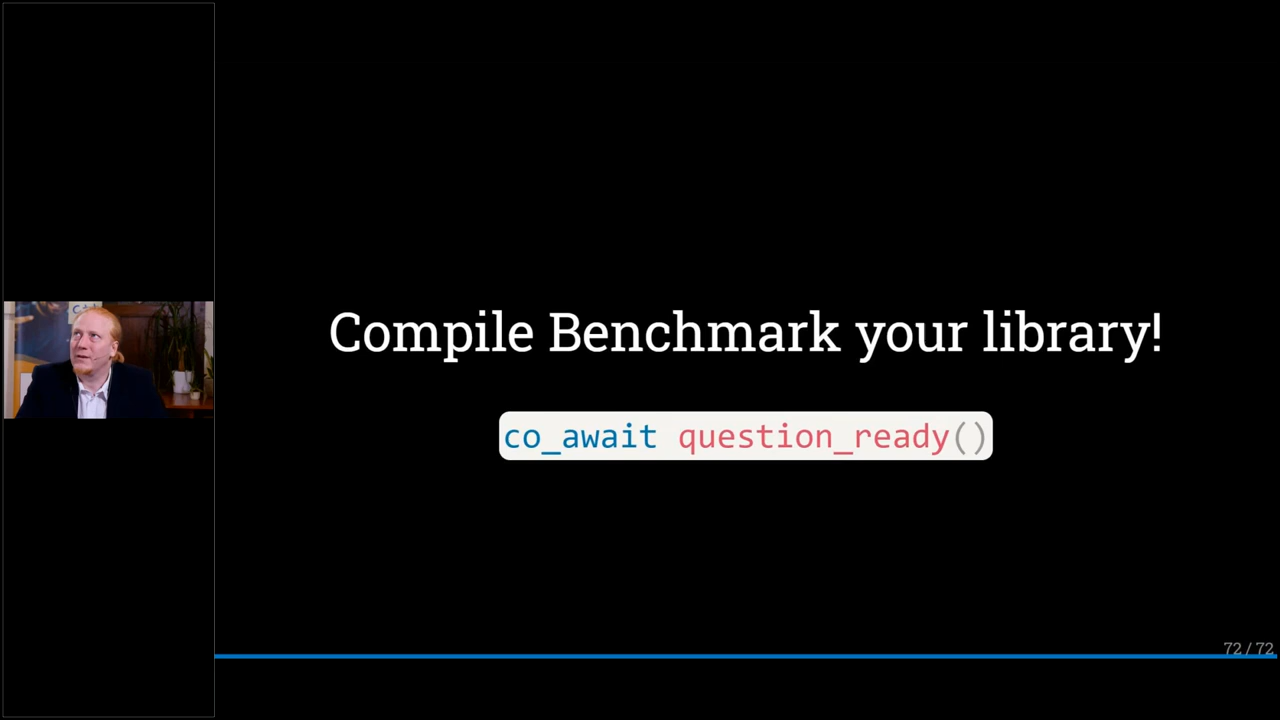 Compile Benchmark your library!
co_await question_ready()
72 / 72